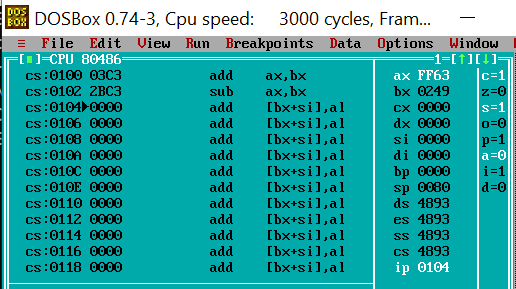 DOSBox 0.74-3, Cpu speed: 3000 cycles, Fram...
≡ File Edit View Run Breakpoints Data Options Window
[■]=CPU 80486 1=[↑][↓]
cs:0100 03C3 add ax,bx ax FF63 c=1
cs:0102 2BC3 sub ax,bx bx 0249 z=0
cs:0104▶0000 add [bx+si],al cx 0000 s=1
cs:0106 0000 add [bx+si],al dx 0000 o=0
cs:0108 0000 add [bx+si],al si 0000 p=1
cs:010A 0000 add [bx+si],al di 0000 a=0
cs:010C 0000 add [bx+si],al bp 0000 i=1
cs:010E 0000 add [bx+si],al sp 0080 d=0
cs:0110 0000 add [bx+si],al ds 4893
cs:0112 0000 add [bx+si],al es 4893
cs:0114 0000 add [bx+si],al ss 4893
cs:0116 0000 add [bx+si],al cs 4893
cs:0118 0000 add [bx+si],al ip 0104